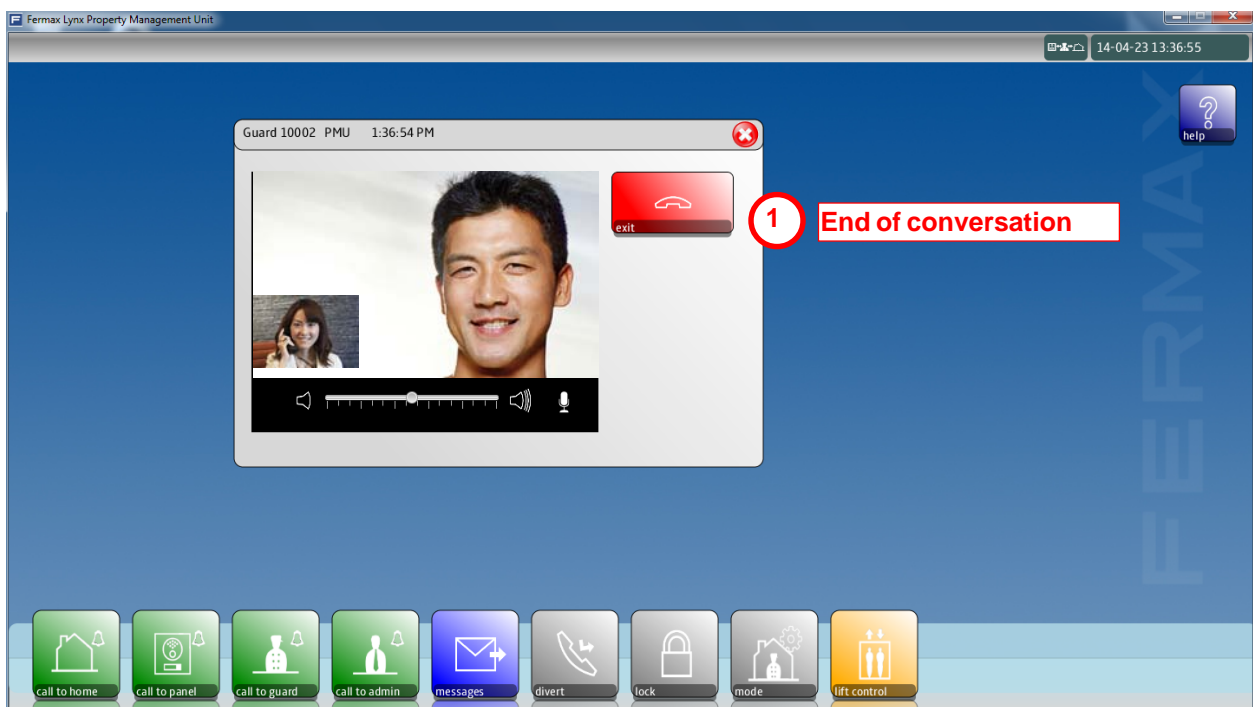 Fermax Lynx Property Management Unit
14-04-23 13:36:55
help
Guard 10002 PMU 1:36:54 PM
exit
1 End of conversation
FERMAX
call to home call to panel call to guard call to admin messages divert lock mode lift control